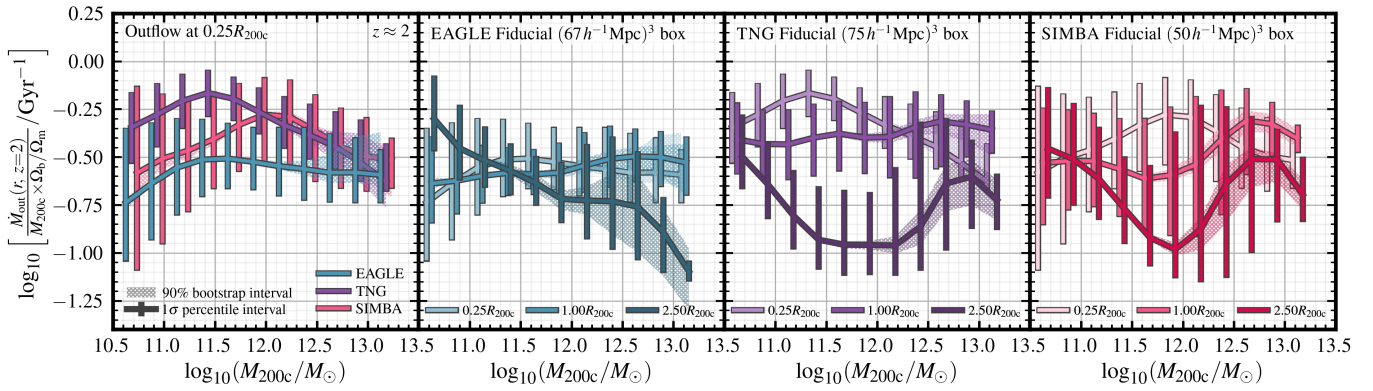 Outflow at 0.25R200c z ≈ 2
EAGLE Fiducial (67 h⁻¹Mpc)³ box
TNG Fiducial (75 h⁻¹Mpc)³ box
SIMBA Fiducial (50 h⁻¹Mpc)³ box
0.25
0.00
−0.25
−0.50
−0.75
−1.00
−1.25
log10 [ Ṁout(r, z=2) / M200c × Ωb/Ωm / Gyr⁻¹ ]
EAGLE
TNG
SIMBA
90% bootstrap interval
1σ percentile interval
0.25R200c 1.00R200c 2.50R200c
0.25R200c 1.00R200c 2.50R200c
0.25R200c 1.00R200c 2.50R200c
10.5 11.0 11.5 12.0 12.5 13.0 13.5 11.0 11.5 12.0 12.5 13.0 13.5 11.0 11.5 12.0 12.5 13.0 13.5 11.0 11.5 12.0 12.5 13.0 13.5
log10(M200c/M⊙) log10(M200c/M⊙) log10(M200c/M⊙) log10(M200c/M⊙)